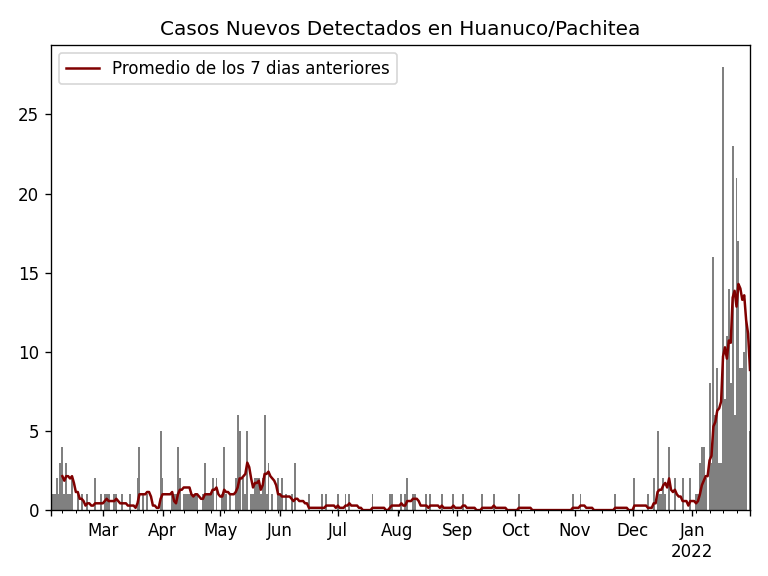 Casos Nuevos Detectados en Huanuco/Pachitea
Promedio de los 7 dias anteriores
25
20
15
10
5
0
Mar Apr May Jun Jul Aug Sep Oct Nov Dec Jan
2022